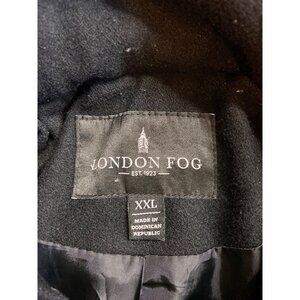 LONDON FOG
EST. 1923
XXL
MADE IN
DOMINICAN
REPUBLIC